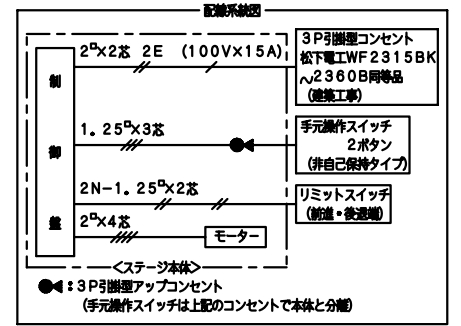 配線系統図
2□×2芯 2E (100V×15A)
3P引掛型コンセント
松下電工WF2315BK
~2360B同等品
(建築工事)
制
御
盤
1.25□×3芯
手元操作スイッチ
2ボタン
(非自己保持タイプ)
2N-1.25□×2芯
リミットスイッチ
(前進・後退端)
2□×4芯
モーター
<ステージ本体>
:3P引掛型アップコンセント
(手元操作スイッチは上記のコンセントで本体と分離)